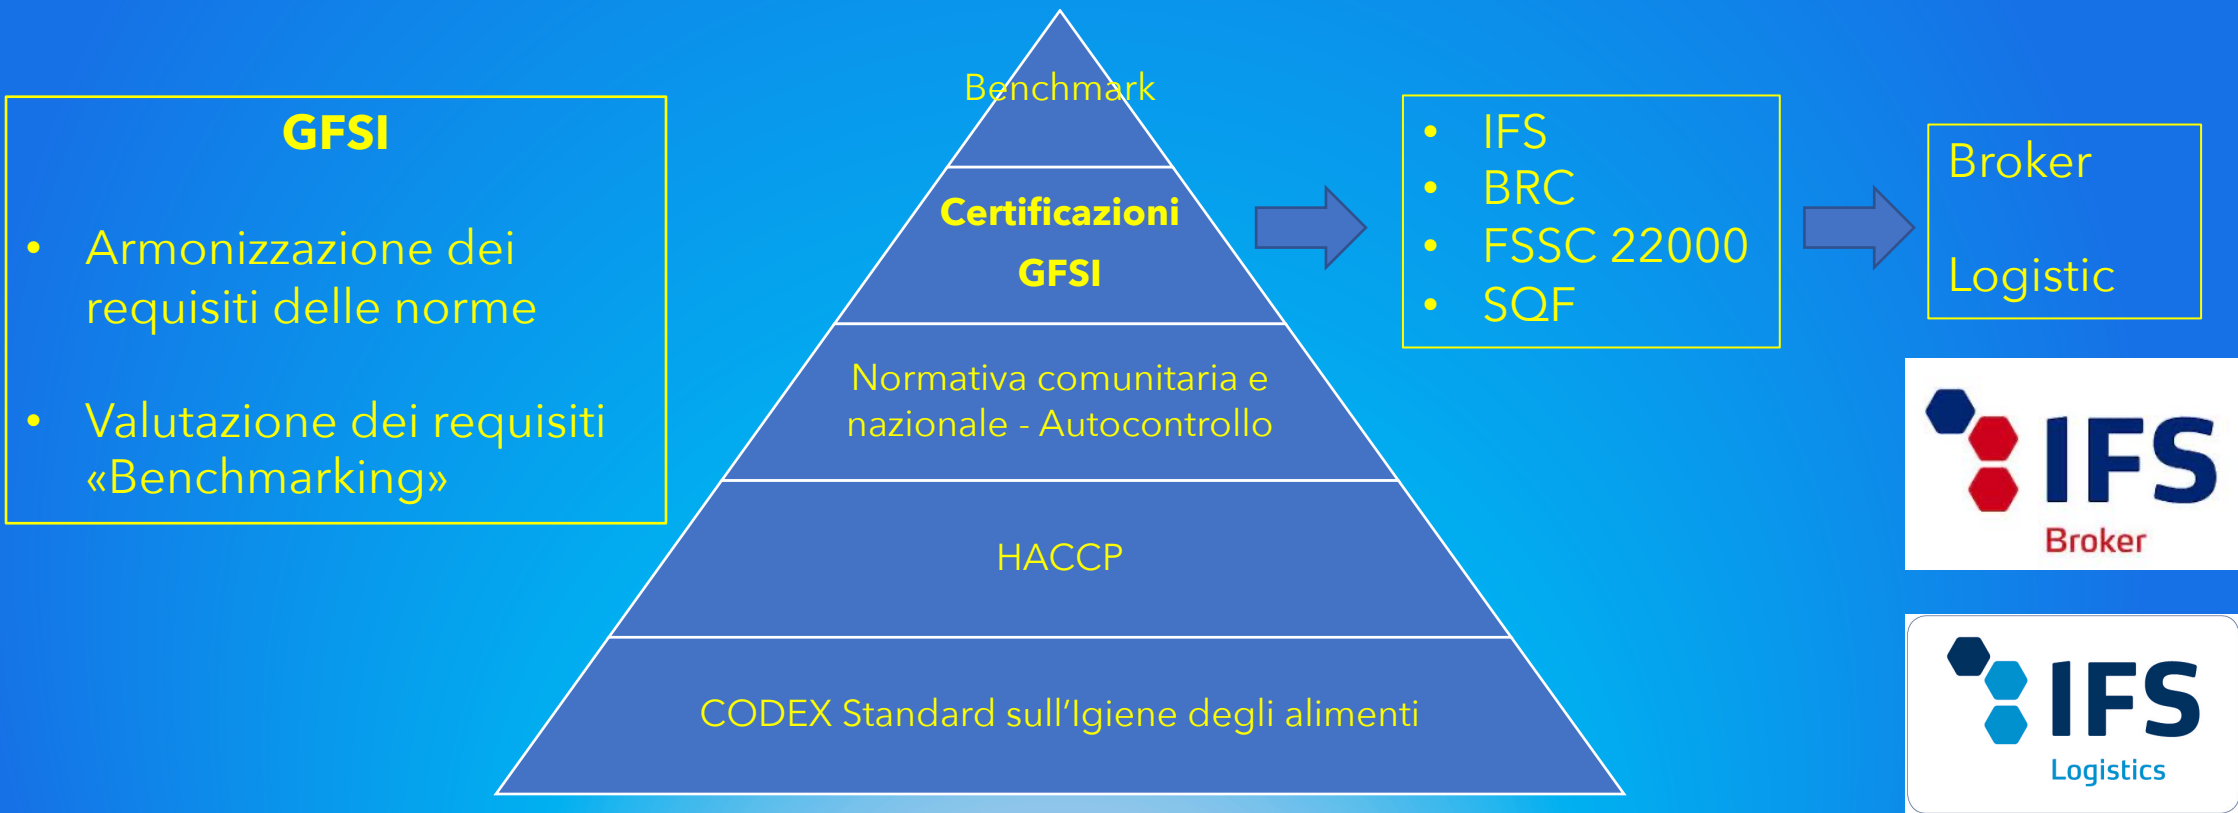 GFSI
• Armonizzazione dei
requisiti delle norme
• Valutazione dei requisiti
«Benchmarking»
Benchmark
Certificazioni
GFSI
Normativa comunitaria e
nazionale - Autocontrollo
HACCP
CODEX Standard sull’Igiene degli alimenti
• IFS
• BRC
• FSSC 22000
• SQF
Broker
Logistic
IFS
Broker
IFS
Logistics